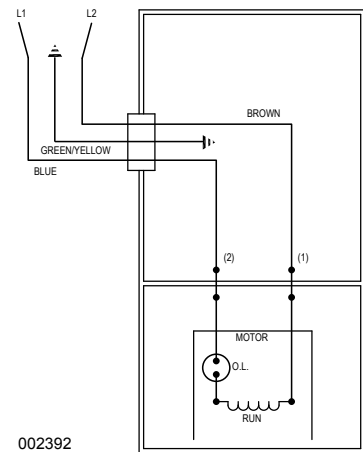 L1
L2
BROWN
GREEN/YELLOW
BLUE
(2)
(1)
MOTOR
O.L.
RUN
002392